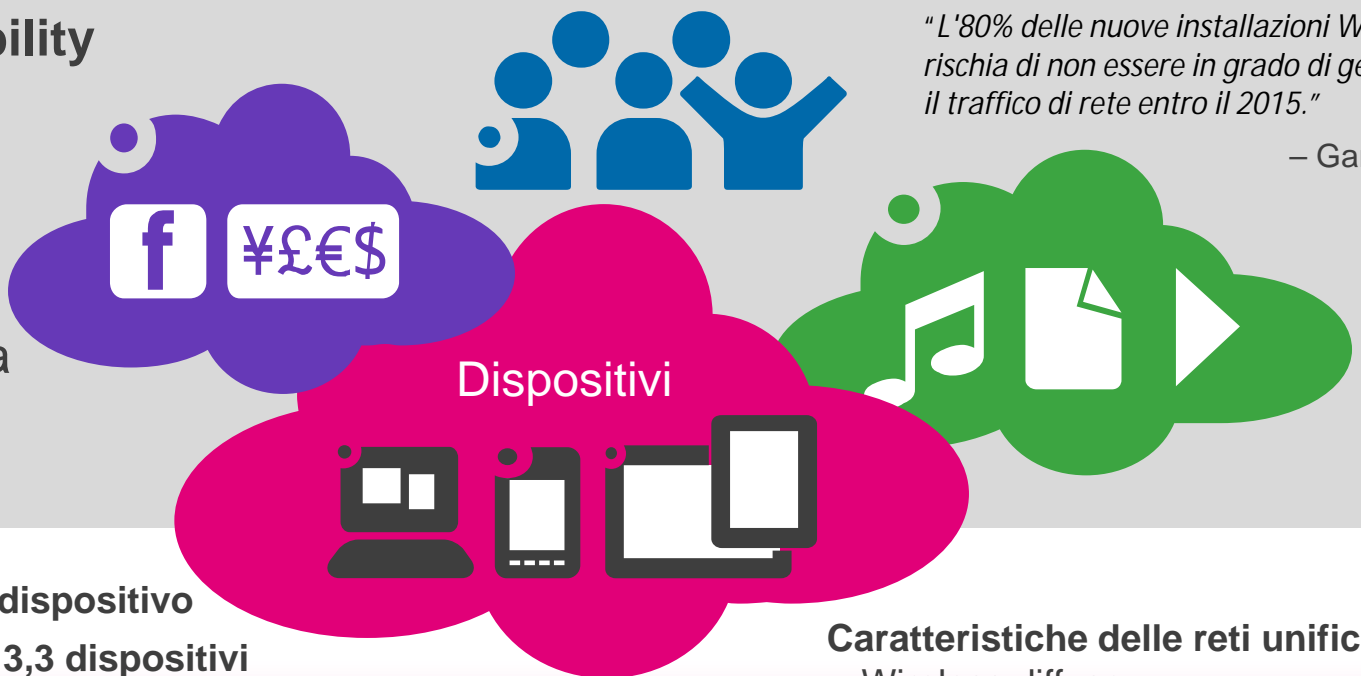 bility
“L'80% delle nuove installazioni W
rischia di non essere in grado di ge
il traffico di rete entro il 2015.”
– Ga
f ¥£€$
a
Dispositivi
dispositivo
3,3 dispositivi
Caratteristiche delle reti unific